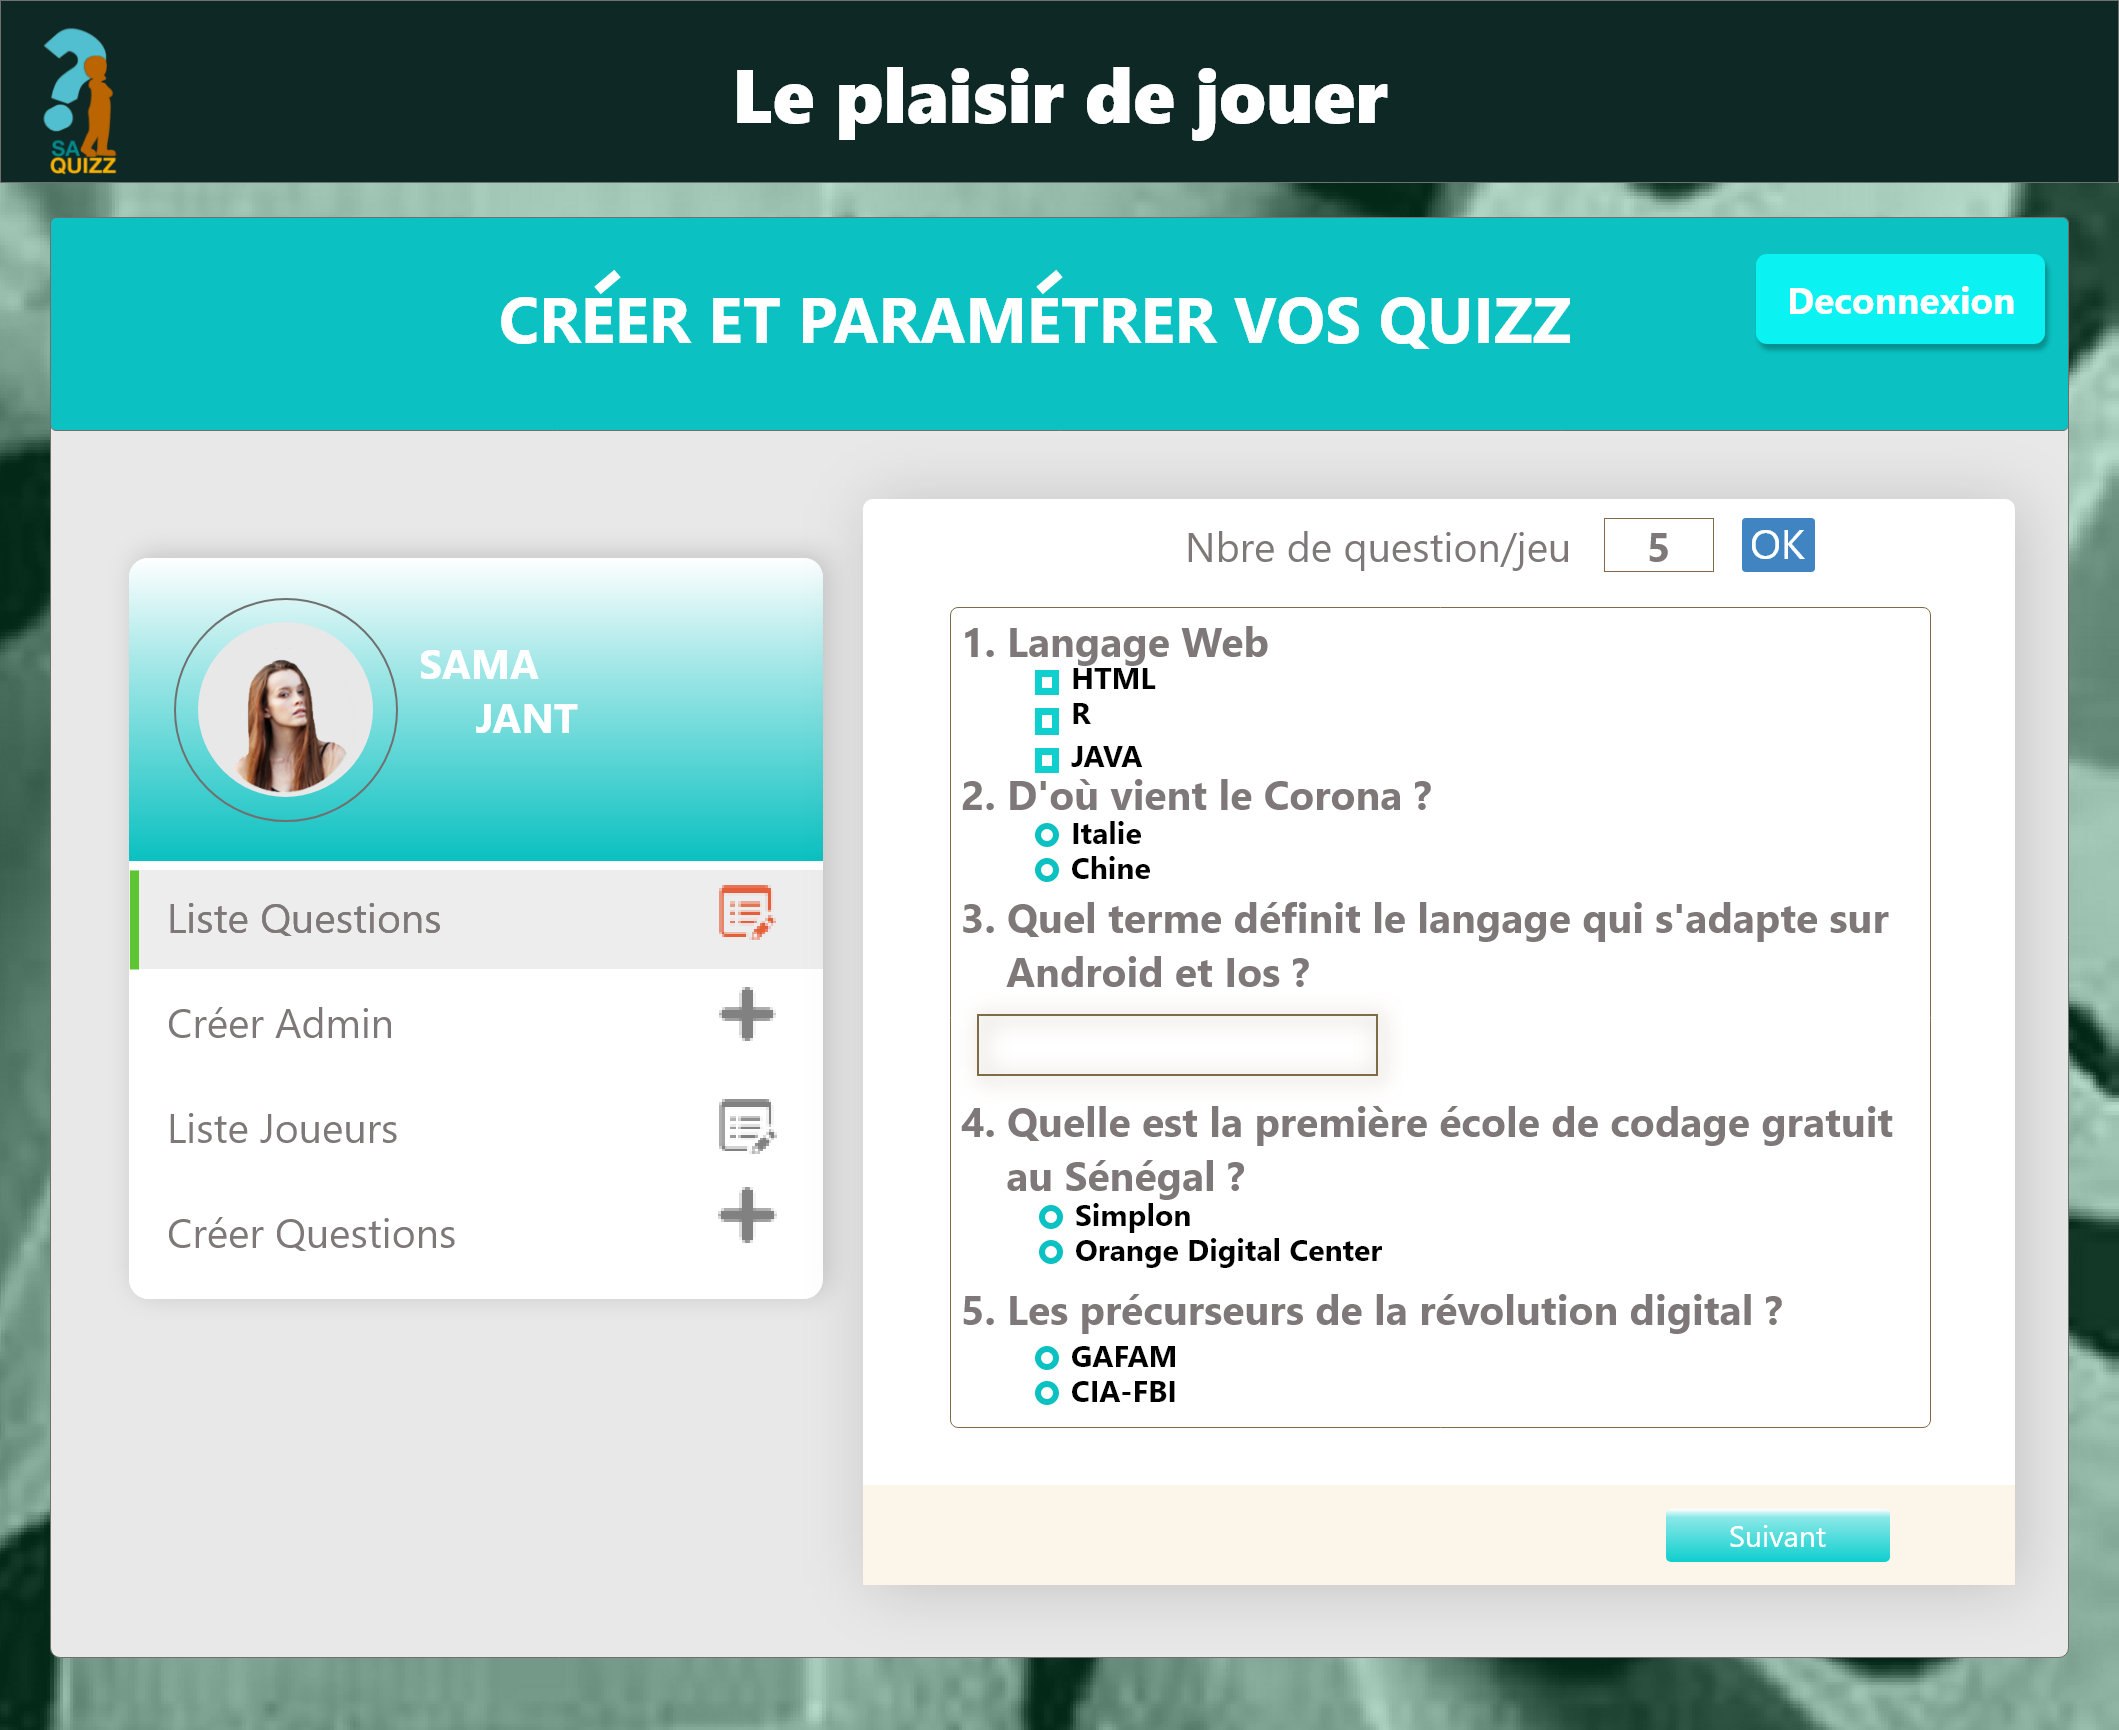 SA
QUIZZ
Le plaisir de jouer
CRÉER ET PARAMÉTRER VOS QUIZZ
Deconnexion
SAMA
JANT
Liste Questions
Créer Admin
Liste Joueurs
Créer Questions
Nbre de question/jeu 5 OK
1. Langage Web
HTML
R
JAVA
2. D'où vient le Corona ?
Italie
Chine
3. Quel terme définit le langage qui s'adapte sur
Android et Ios ?
4. Quelle est la première école de codage gratuit
au Sénégal ?
Simplon
Orange Digital Center
5. Les précurseurs de la révolution digital ?
GAFAM
CIA-FBI
Suivant